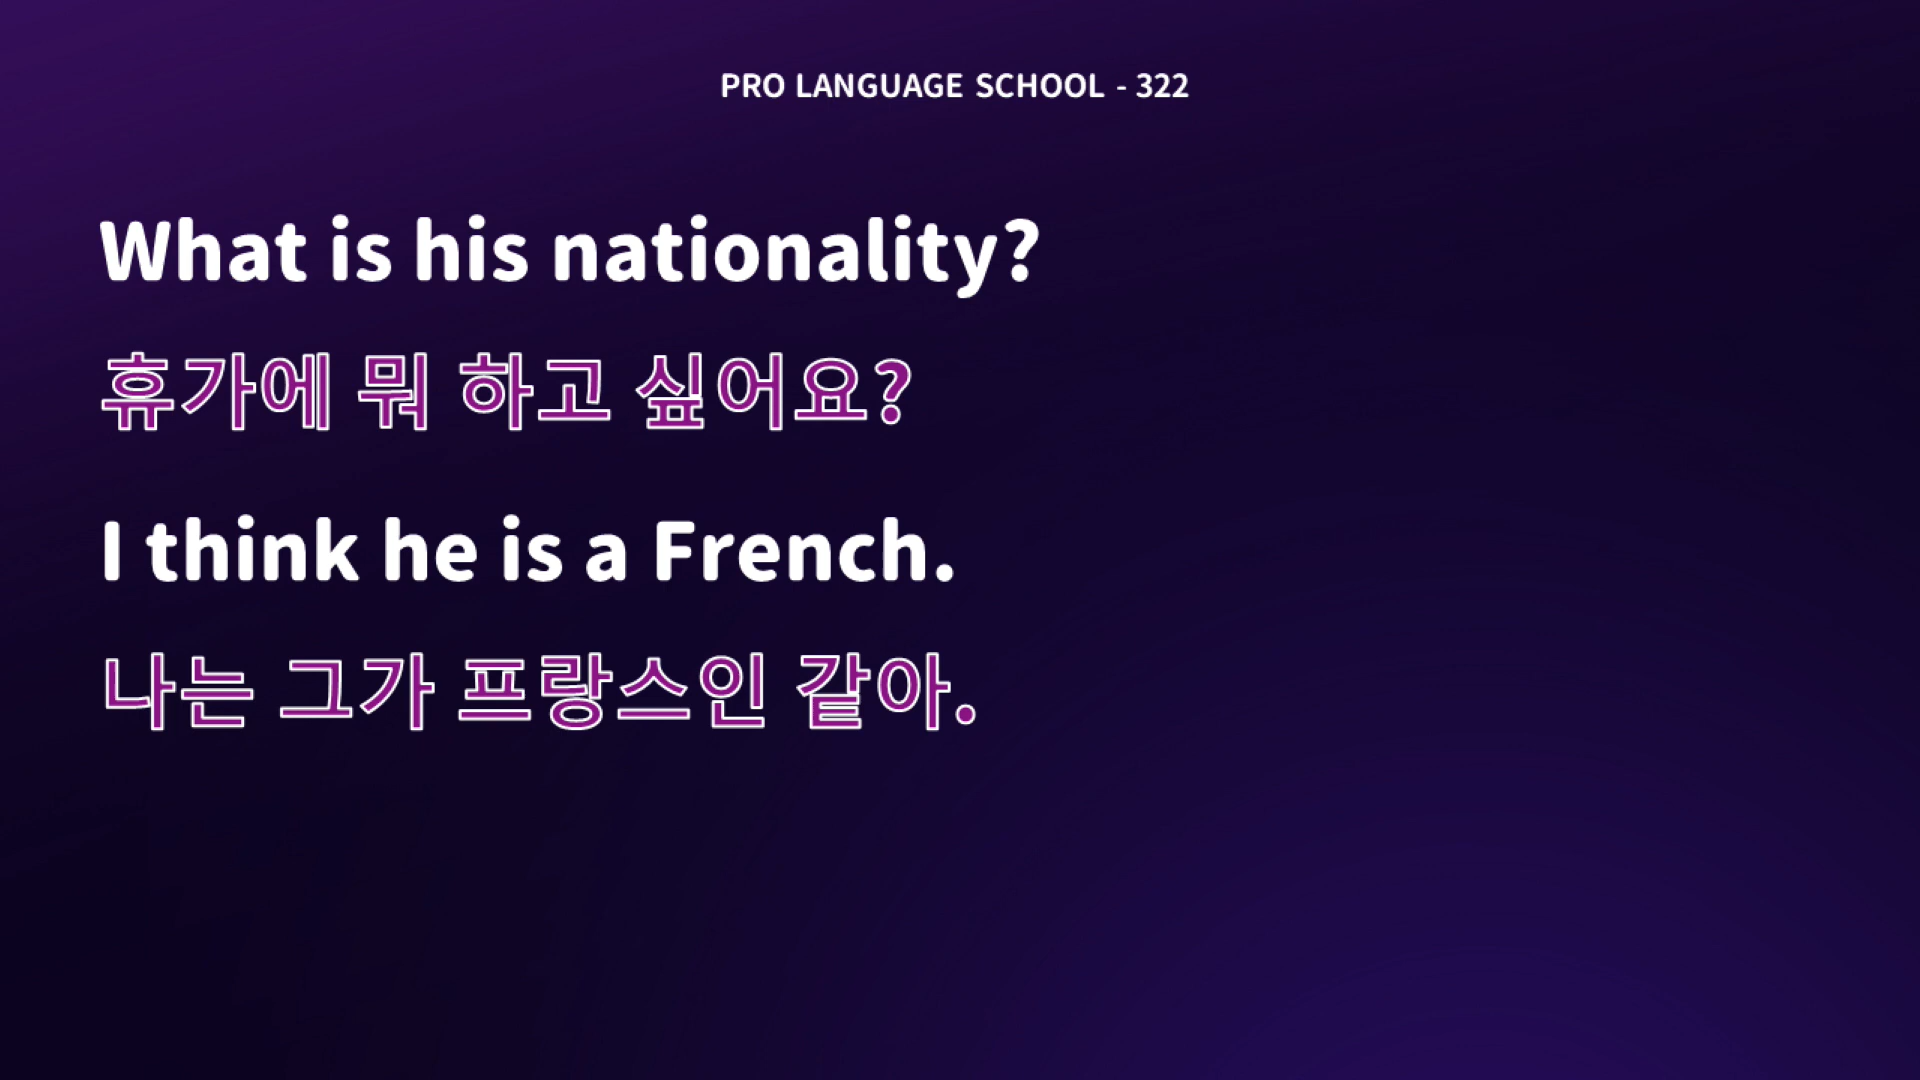 PRO LANGUAGE SCHOOL - 322
What is his nationality?
휴가에 뭐 하고 싶어요?
I think he is a French.
나는 그가 프랑스인 같아.